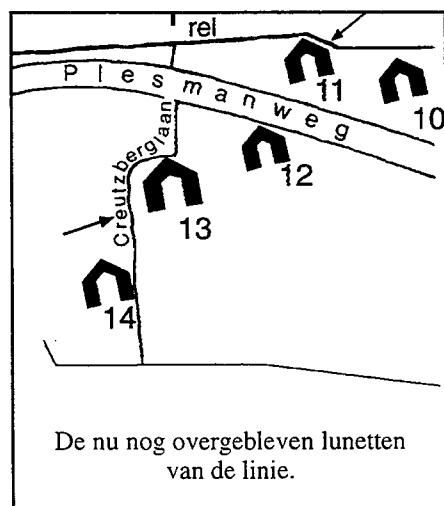 rel
Plesmanweg
11
10
12
Creutzberglaan
13
14
De nu nog overgebleven lunetten
van de linie.